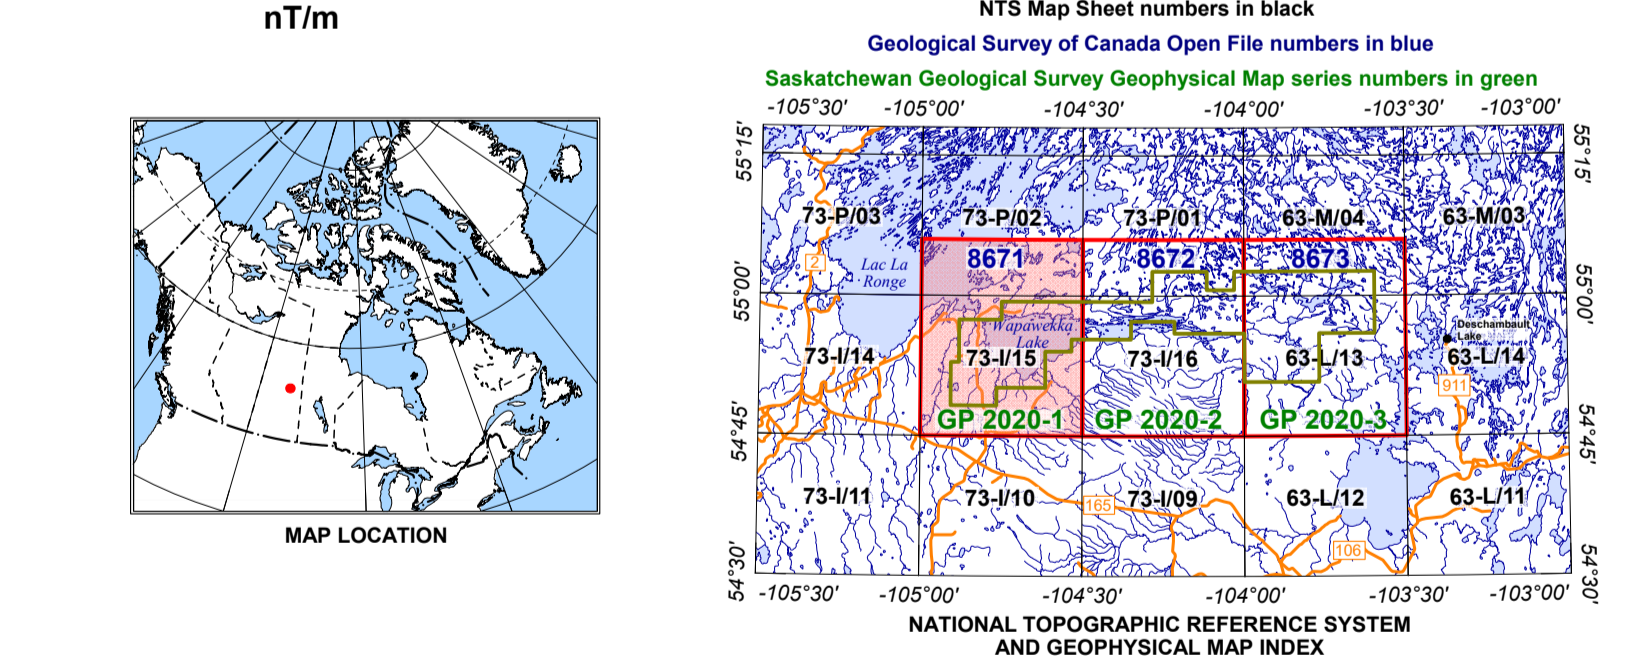 nT/m
MAP LOCATION
NTS Map Sheet numbers in black
Geological Survey of Canada Open File numbers in blue
Saskatchewan Geological Survey Geophysical Map series numbers in green
-105°30' -105°00' -104°30' -104°00' -103°30' -103°00'
55°15' 55°15'
73-P/03 73-P/02 73-P/01 63-M/04 63-M/03
2 Lac La Ronge 8671 8672 8673
55°00' 55°00'
Wapawekka Lake
Deschambault Lake
73-I/14 73-I/15 73-I/16 63-L/13 63-L/14
911
GP 2020-1 GP 2020-2 GP 2020-3
54°45' 54°45'
73-I/11 73-I/10 165 73-I/09 63-L/12 63-L/11
106
54°30' 54°30'
-105°30' -105°00' -104°30' -104°00' -103°30' -103°00'
NATIONAL TOPOGRAPHIC REFERENCE SYSTEM
AND GEOPHYSICAL MAP INDEX